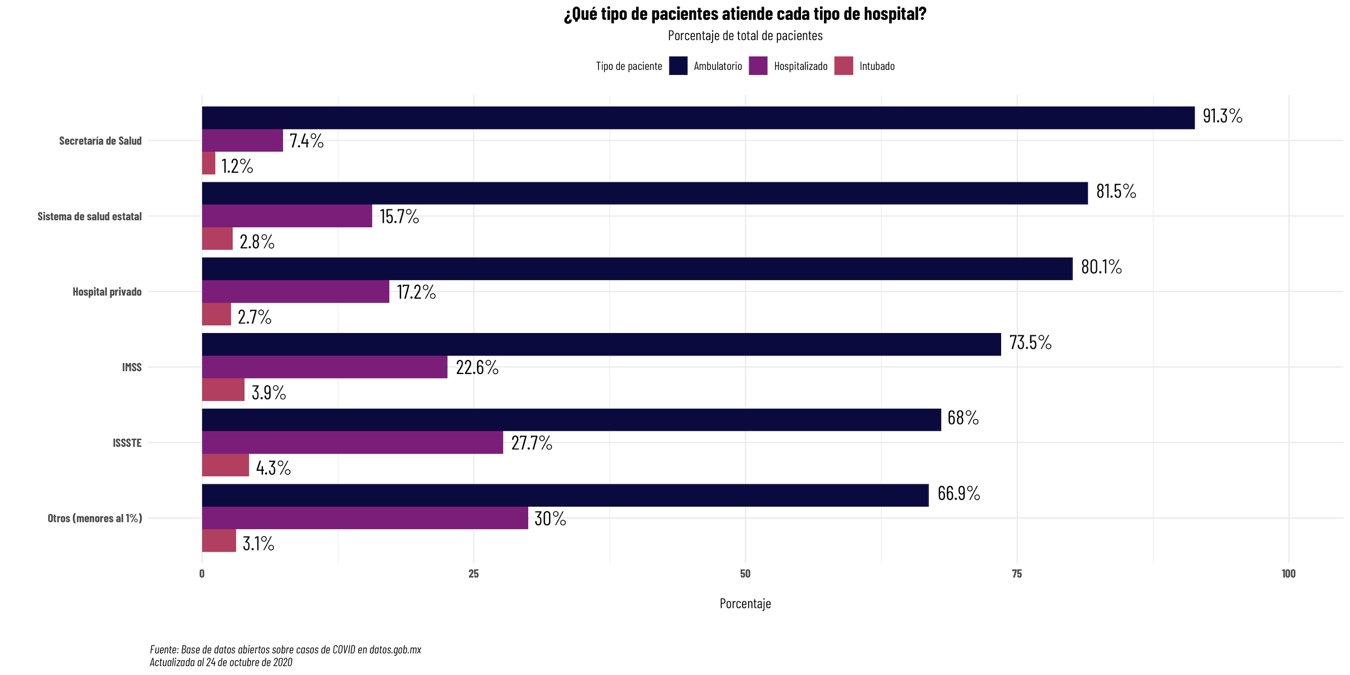 ¿Qué tipo de pacientes atiende cada tipo de hospital?
Porcentaje de total de pacientes
Tipo de paciente Ambulatorio Hospitalizado Intubado
91.3%
Secretaría de Salud 7.4%
1.2%
81.5%
Sistema de salud estatal 15.7%
2.8%
80.1%
Hospital privado 17.2%
2.7%
73.5%
IMSS 22.6%
3.9%
68%
ISSSTE 27.7%
4.3%
66.9%
Otros (menores al 1%) 30%
3.1%
0 25 50 75 100
Porcentaje
Fuente: Base de datos abiertos sobre casos de COVID en datos.gob.mx
Actualizada al 24 de octubre de 2020